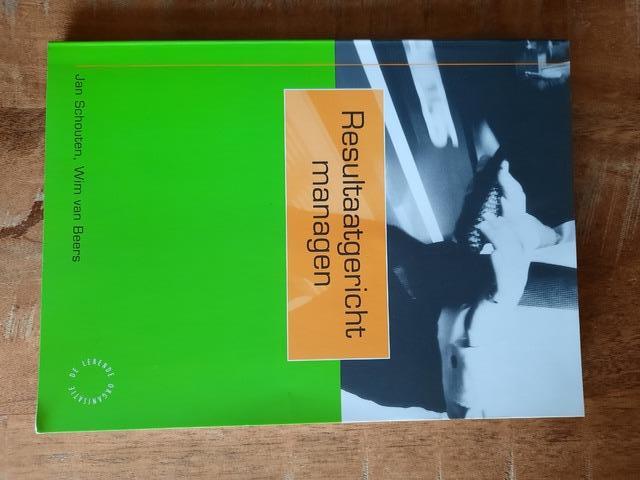 Resultaatgericht
managen
Jan Schouten, Wim van Beers
DE LERENDE ORGANISATIE